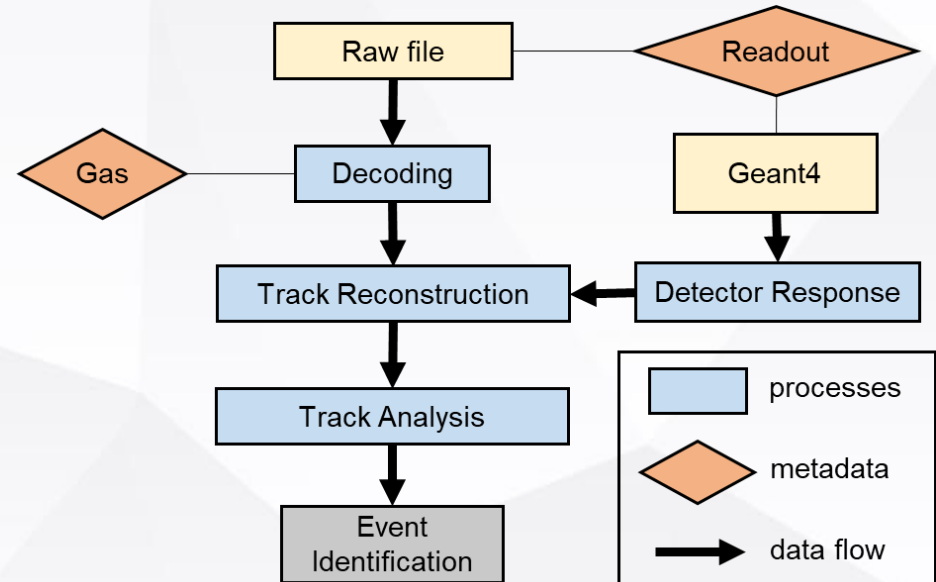 Raw file
Readout
Gas
Decoding
Geant4
Track Reconstruction
Detector Response
Track Analysis
Event
Identification
processes
metadata
data flow